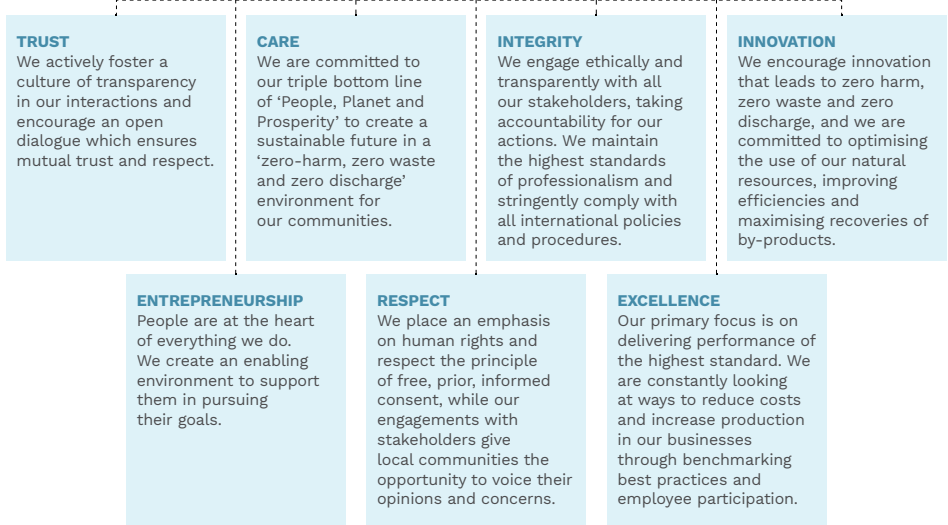 TRUST
We actively foster a
culture of transparency
in our interactions and
encourage an open
dialogue which ensures
mutual trust and respect.
CARE
We are committed to
our triple bottom line
of ‘People, Planet and
Prosperity’ to create a
sustainable future in a
‘zero-harm, zero waste
and zero discharge’
environment for
our communities.
INTEGRITY
We engage ethically and
transparently with all
our stakeholders, taking
accountability for our
actions. We maintain
the highest standards
of professionalism and
stringently comply with
all international policies
and procedures.
INNOVATION
We encourage innovation
that leads to zero harm,
zero waste and zero
discharge, and we are
committed to optimising
the use of our natural
resources, improving
efficiencies and
maximising recoveries of
by-products.
ENTREPRENEURSHIP
People are at the heart
of everything we do.
We create an enabling
environment to support
them in pursuing
their goals.
RESPECT
We place an emphasis
on human rights and
respect the principle
of free, prior, informed
consent, while our
engagements with
stakeholders give
local communities the
opportunity to voice their
opinions and concerns.
EXCELLENCE
Our primary focus is on
delivering performance of
the highest standard. We
are constantly looking
at ways to reduce costs
and increase production
in our businesses
through benchmarking
best practices and
employee participation.